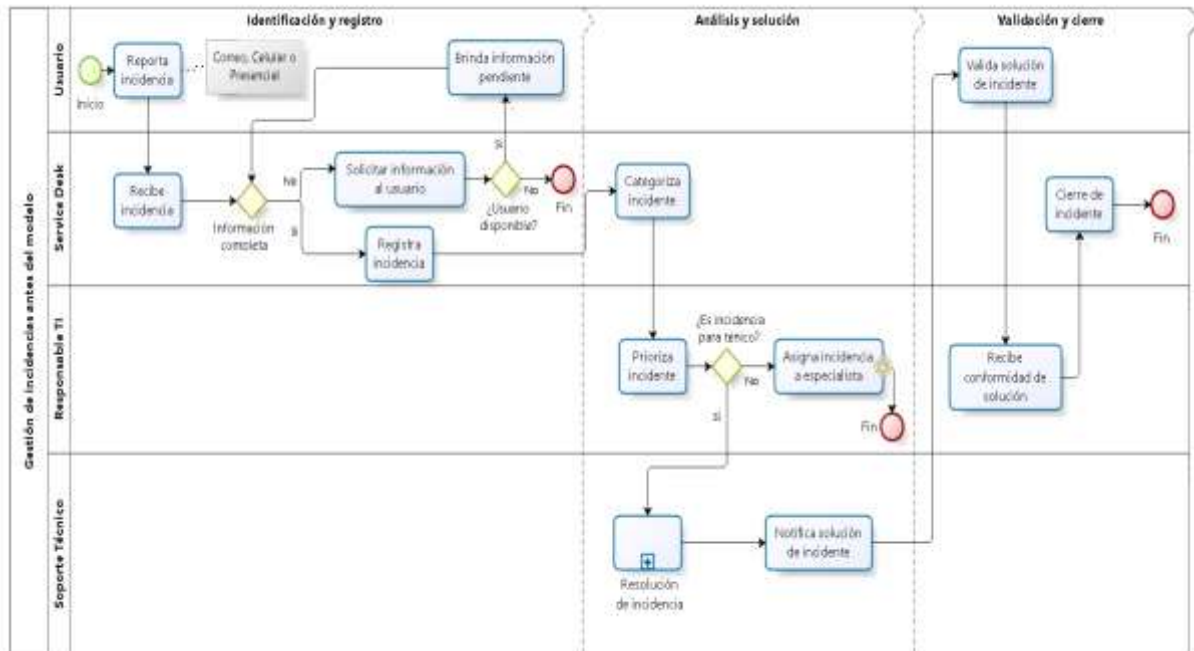 Gestión de incidencias antes del modelo
Identificación y registro
Análisis y solución
Validación y cierre
Usuario
Inicio
Reporta
incidencia
Correo, Celular o
Presencial
Brinda información
pendiente
Valida solución
de incidente
Service Desk
Recibe
incidencia
Información
completa
No
Si
Solicitar información
al usuario
Registra
incidencia
Si
¿Usuario
disponible?
No
Fin
Categoriza
incidente
Cierre de
incidente
Fin
Responsable TI
Prioriza
incidente
¿Es incidencia
para ténico?
No
Si
Asigna incidencia
a especialista
Fin
Recibe
conformidad de
solución
Soporte Técnico
Resolución
de incidencia
Notifica solución
de incidente